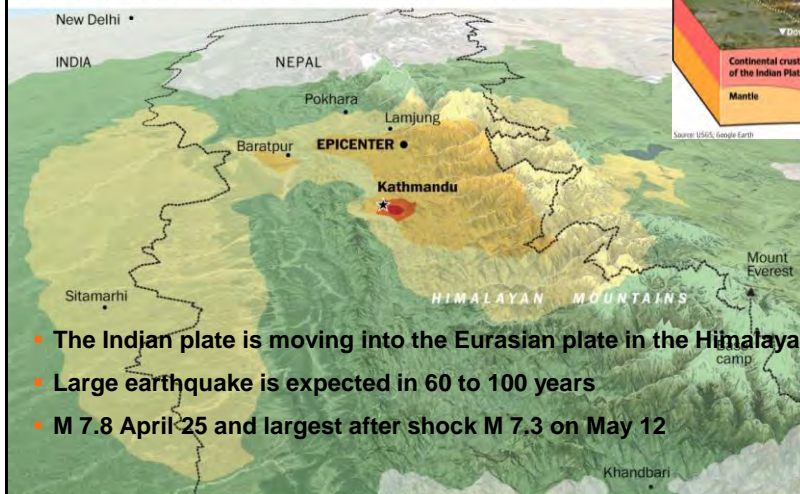 New Delhi
INDIA
NEPAL
▼Dow
Continental crust
of the Indian Plat
Mantle
Source: USGS; Google Earth
Pokhara
Lamjung
Baratpur
EPICENTER
Kathmandu
Mount
Everest
Sitamarhi
HIMALAYAN MOUNTAINS
▪ The Indian plate is moving into the Eurasian plate in the Himalaya
camp
▪ Large earthquake is expected in 60 to 100 years
▪ M 7.8 April 25 and largest after shock M 7.3 on May 12
Khandbari